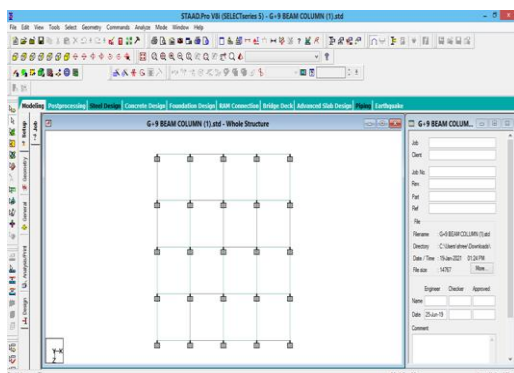 STAAD.Pro V8i (SELECTseries 5) - G+9 BEAM COLUMN (1).std
File Edit View Tools Select Geometry Commands Analyze Mode Window Help
Modeling Postprocessing Steel Design Concrete Design Foundation Design RAM Connection Bridge Deck Advanced Slab Design Piping Earthquake
G+9 BEAM COLUMN (1).std - Whole Structure
G+9 BEAM COLUM...
Setup
Job
Geometry
General
Analysis/Print
Design
Job
Client
Job No
Rev
Part
Ref
File
Filename : G+9 BEAM COLUMN (1).std
Directory : C:\Users\shree\Downloads\
Date / Time : 19-Jan-2021 01:24 PM
File size : 14767 More...
Engineer Checker Approved
Name
Date 25-Jun-19
Comment
Y X
Z